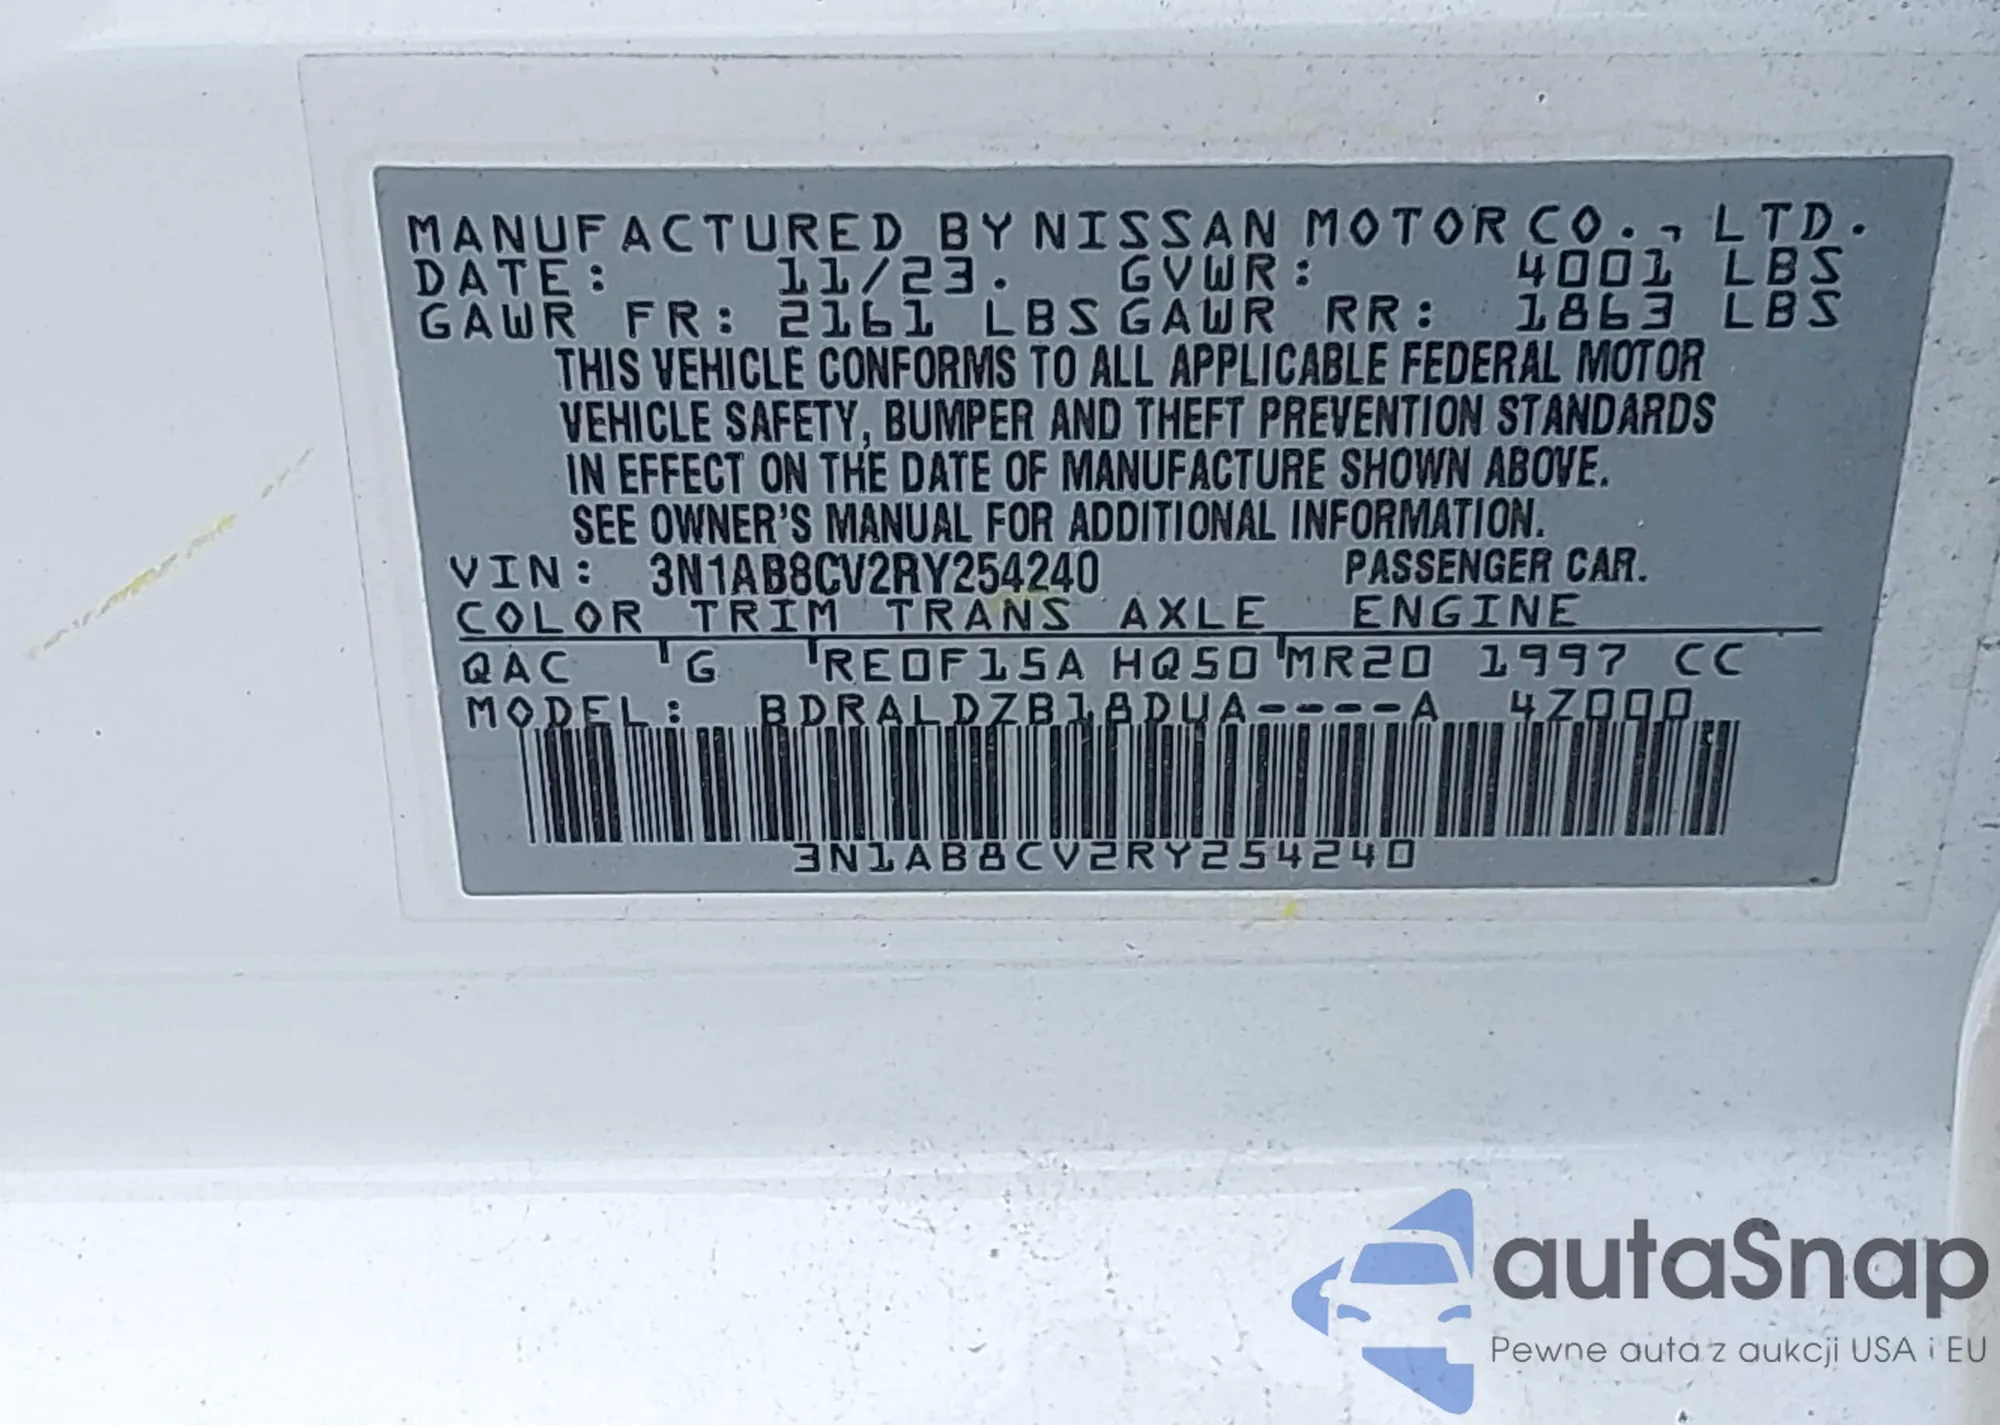 MANUFACTURED BY NISSAN MOTOR CO., LTD.
DATE: 11/23. GVWR: 4001 LBS
GAWR FR: 2161 LBS GAWR RR: 1863 LBS
THIS VEHICLE CONFORMS TO ALL APPLICABLE FEDERAL MOTOR
VEHICLE SAFETY, BUMPER AND THEFT PREVENTION STANDARDS
IN EFFECT ON THE DATE OF MANUFACTURE SHOWN ABOVE.
SEE OWNER'S MANUAL FOR ADDITIONAL INFORMATION.
VIN: 3N1AB8CV2RY254240 PASSENGER CAR.
COLOR TRIM TRANS AXLE ENGINE
QAC G RE0F15A HQ50 MR20 1997 CC
MODEL: BDRALDZB18DUA----A 4Z000
3N1AB8CV2RY254240
autaSnap
Pewne auta z aukcji USA i EU